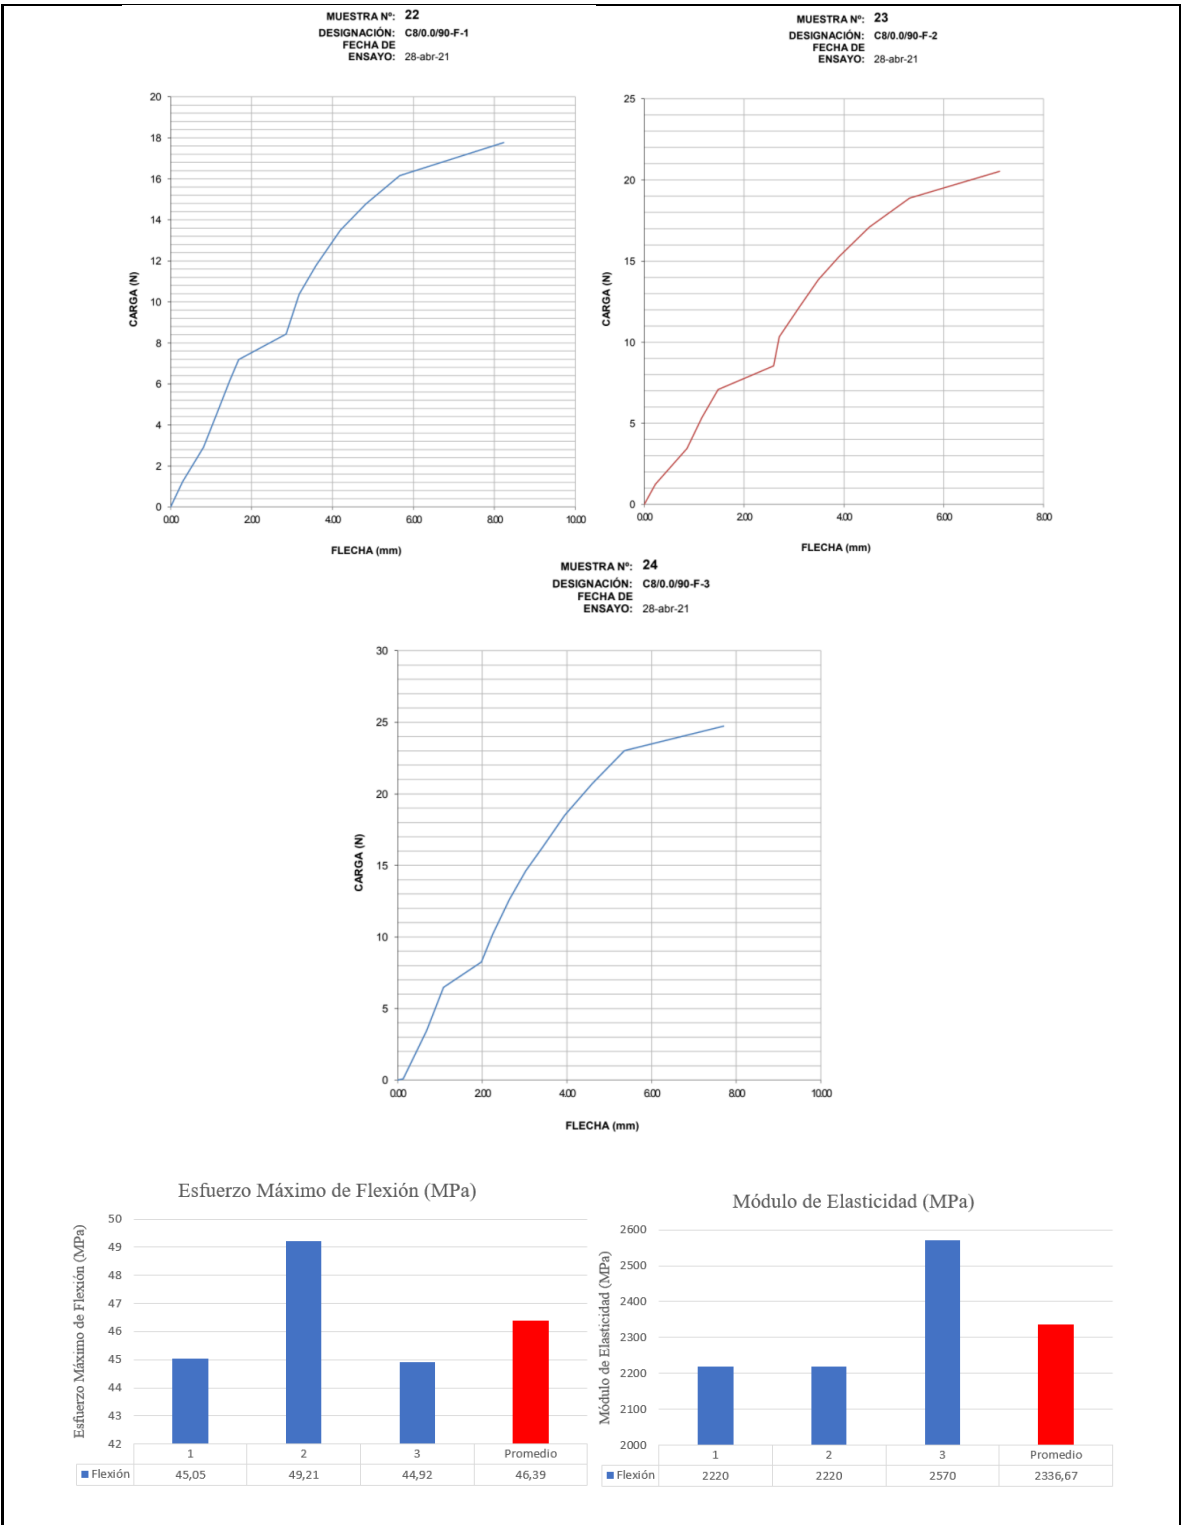 MUESTRA Nº: 22
DESIGNACIÓN: C8/0.0/90-F-1
FECHA DE
ENSAYO: 28-abr-21
20
18
16
14
12
10
8
6
4
2
0
CARGA (N)
0.00 2.00 4.00 6.00 8.00 10.00
FLECHA (mm)
MUESTRA Nº: 23
DESIGNACIÓN: C8/0.0/90-F-2
FECHA DE
ENSAYO: 28-abr-21
25
20
15
10
5
0
CARGA (N)
0.00 2.00 4.00 6.00 8.00
FLECHA (mm)
MUESTRA Nº: 24
DESIGNACIÓN: C8/0.0/90-F-3
FECHA DE
ENSAYO: 28-abr-21
30
25
20
15
10
5
0
CARGA (N)
0.00 2.00 4.00 6.00 8.00 10.00
FLECHA (mm)
Esfuerzo Máximo de Flexión (MPa)
Esfuerzo Máximo de Flexión (MPa)
50
49
48
47
46
45
44
43
42
1 2 3 Promedio
Flexión 45,05 49,21 44,92 46,39
Módulo de Elasticidad (MPa)
Módulo de Elasticidad (MPa)
2600
2500
2400
2300
2200
2100
2000
1 2 3 Promedio
Flexión 2220 2220 2570 2336,67